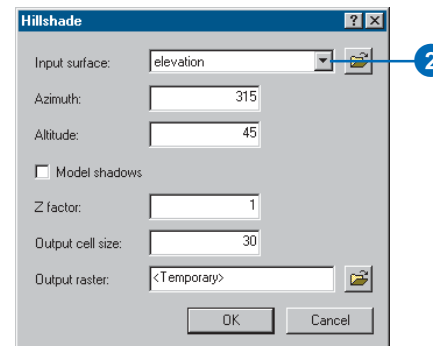 Hillshade
Input surface: elevation 2
Azimuth: 315
Altitude: 45
Model shadows
Z factor: 1
Output cell size: 30
Output raster: <Temporary>
OK Cancel